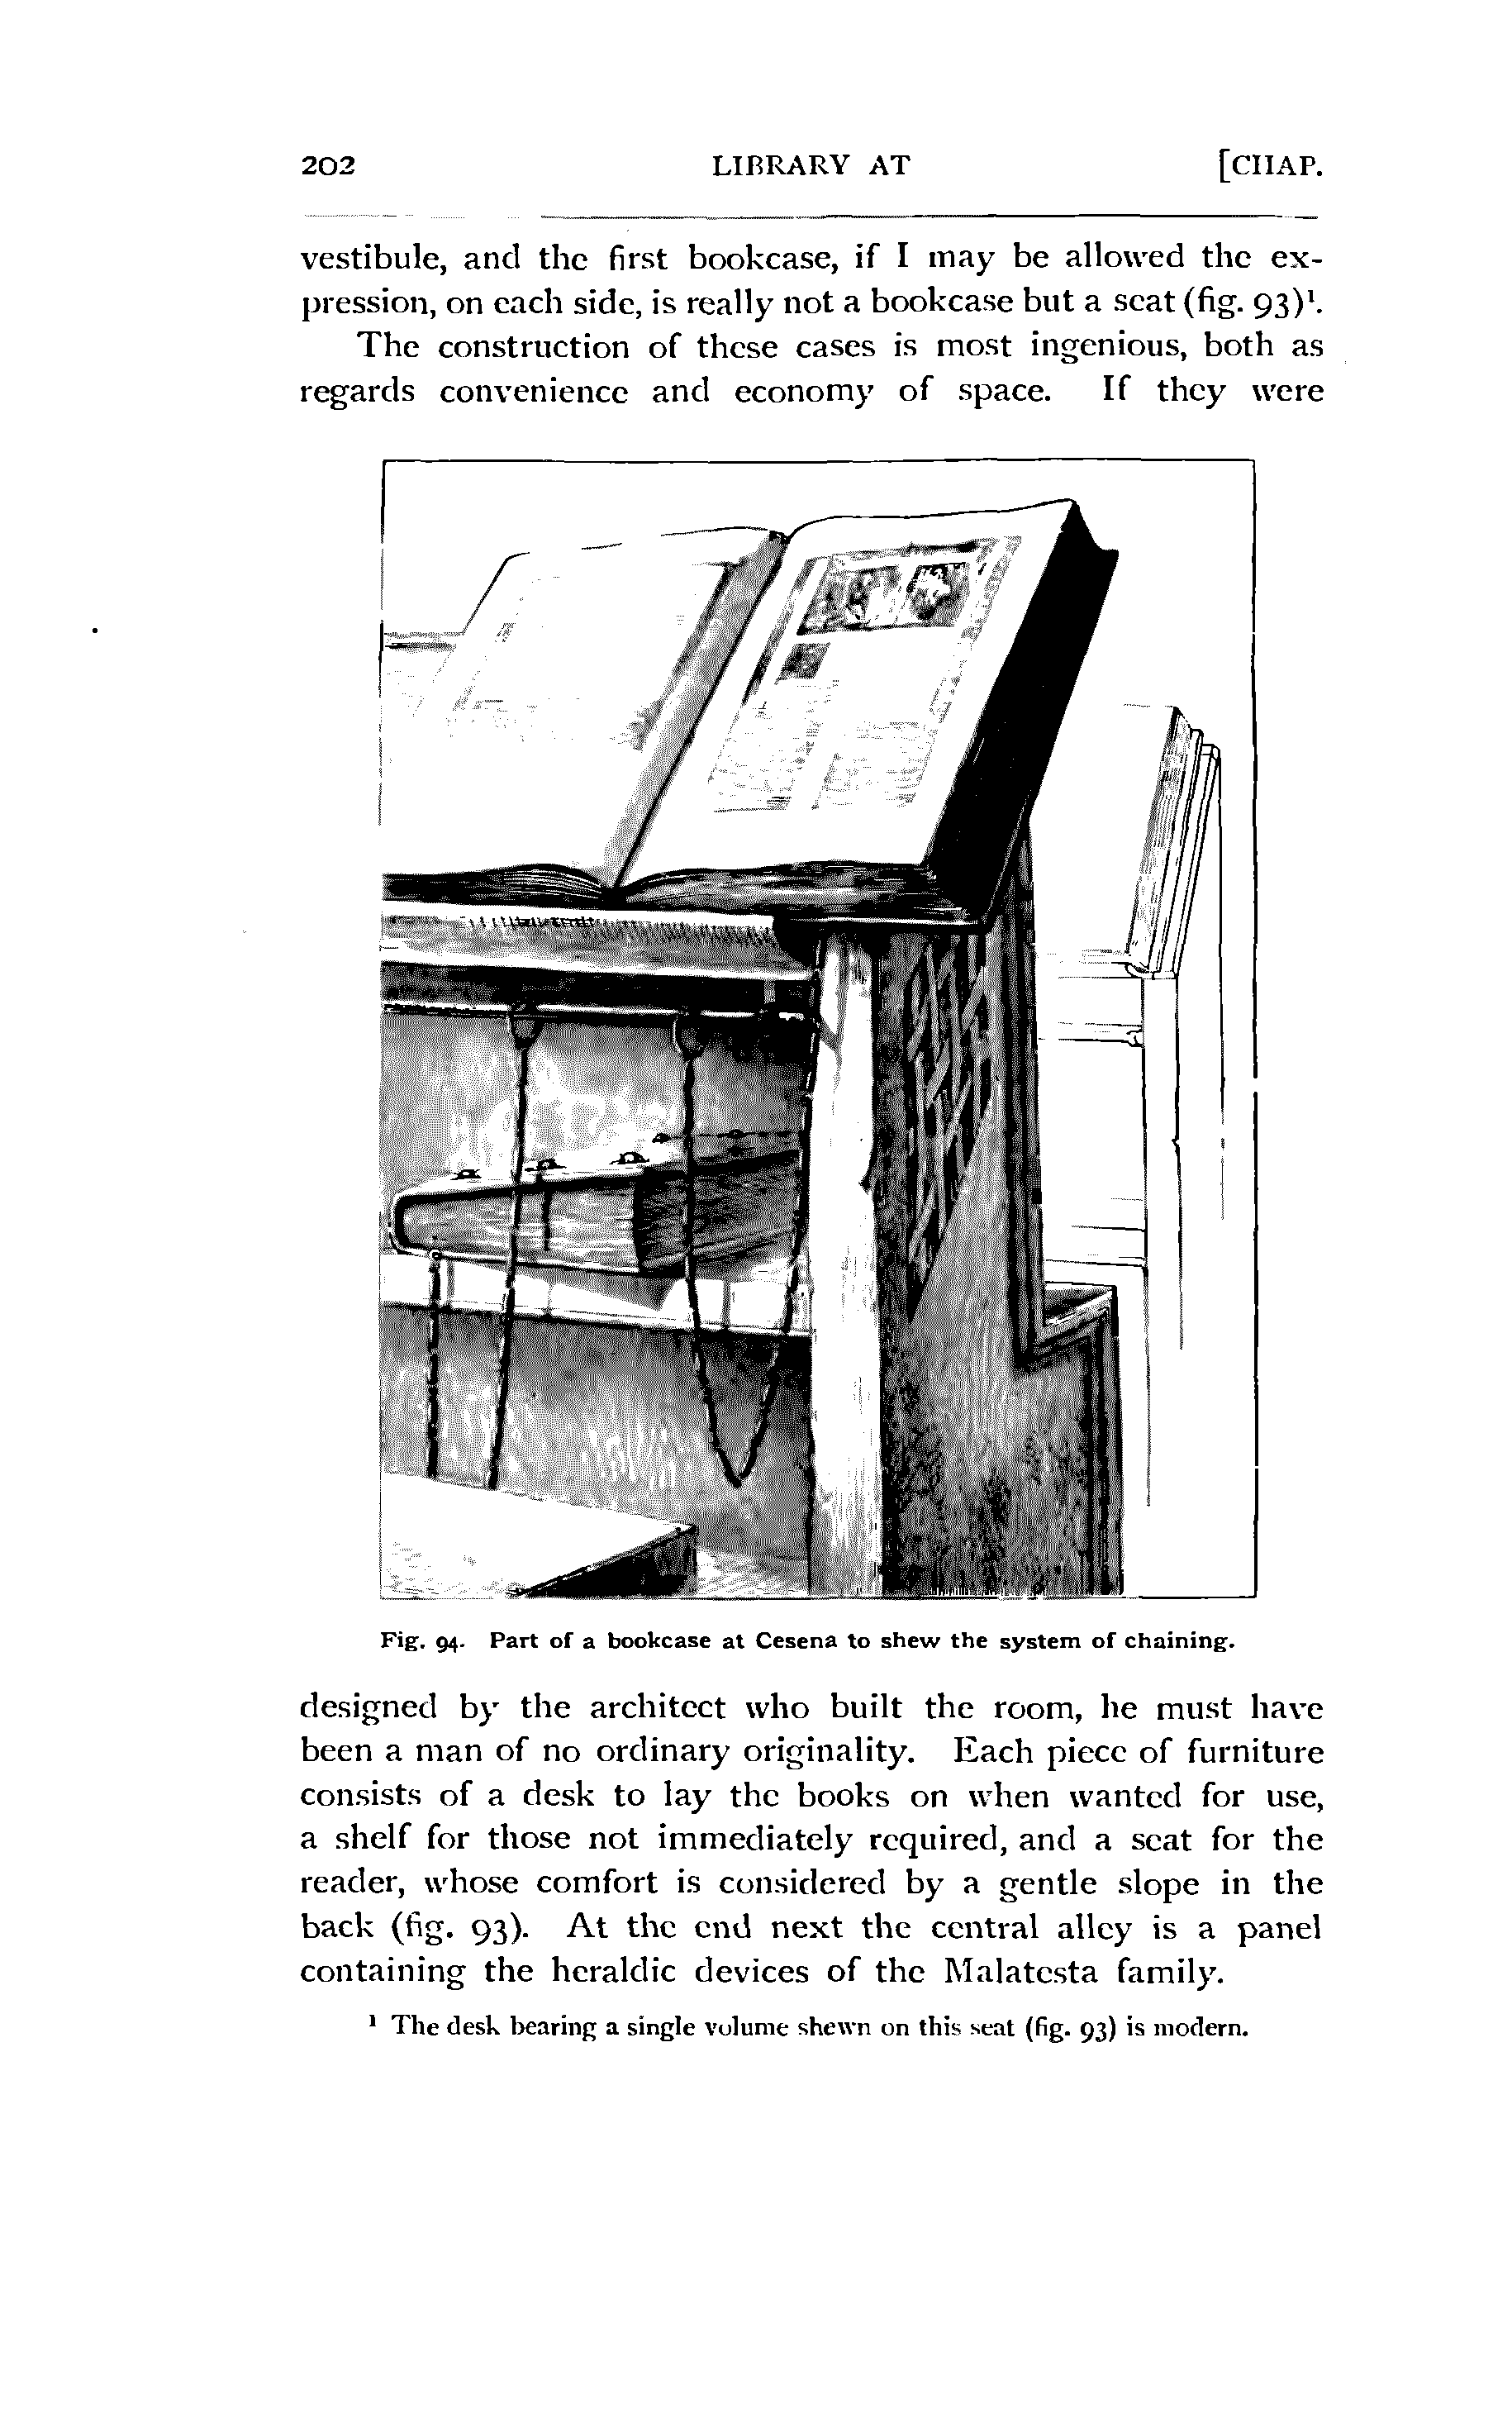 202 LIBRARY AT [CHAP.
vestibule, and the first bookcase, if I may be allowed the ex-
pression, on each side, is really not a bookcase but a seat (fig. 93)¹.
The construction of these cases is most ingenious, both as
regards convenience and economy of space. If they were
Fig. 94. Part of a bookcase at Cesena to shew the system of chaining.
designed by the architect who built the room, he must have
been a man of no ordinary originality. Each piece of furniture
consists of a desk to lay the books on when wanted for use,
a shelf for those not immediately required, and a seat for the
reader, whose comfort is considered by a gentle slope in the
back (fig. 93). At the end next the central alley is a panel
containing the heraldic devices of the Malatesta family.
¹ The desk bearing a single volume shewn on this seat (fig. 93) is modern.